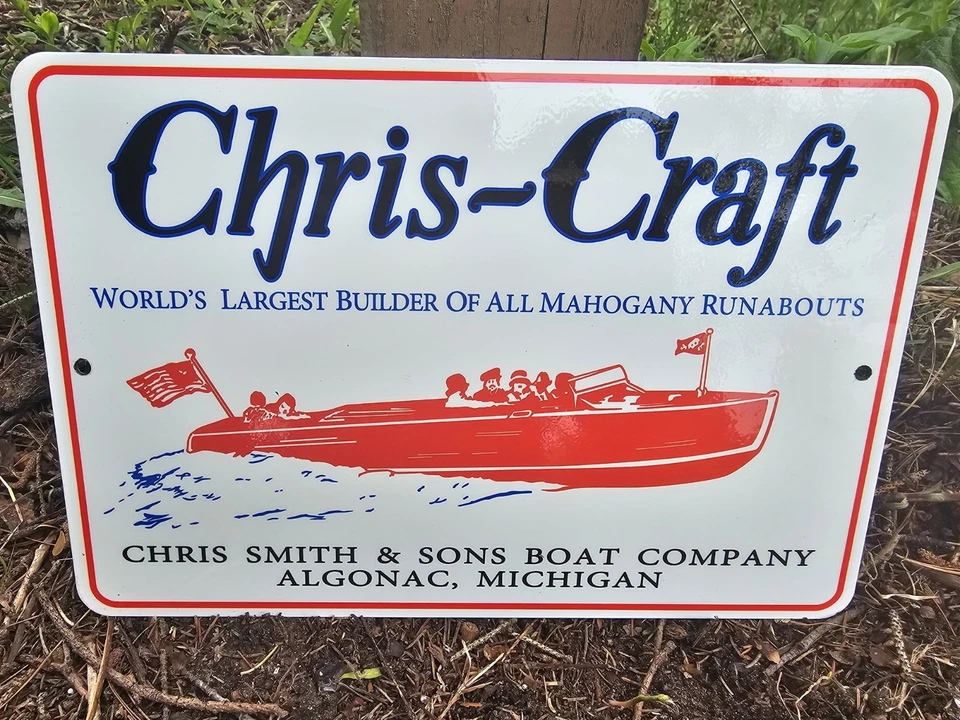 Chris-Craft
WORLD'S LARGEST BUILDER OF ALL MAHOGANY RUNABOUTS
CHRIS SMITH & SONS BOAT COMPANY
ALGONAC, MICHIGAN